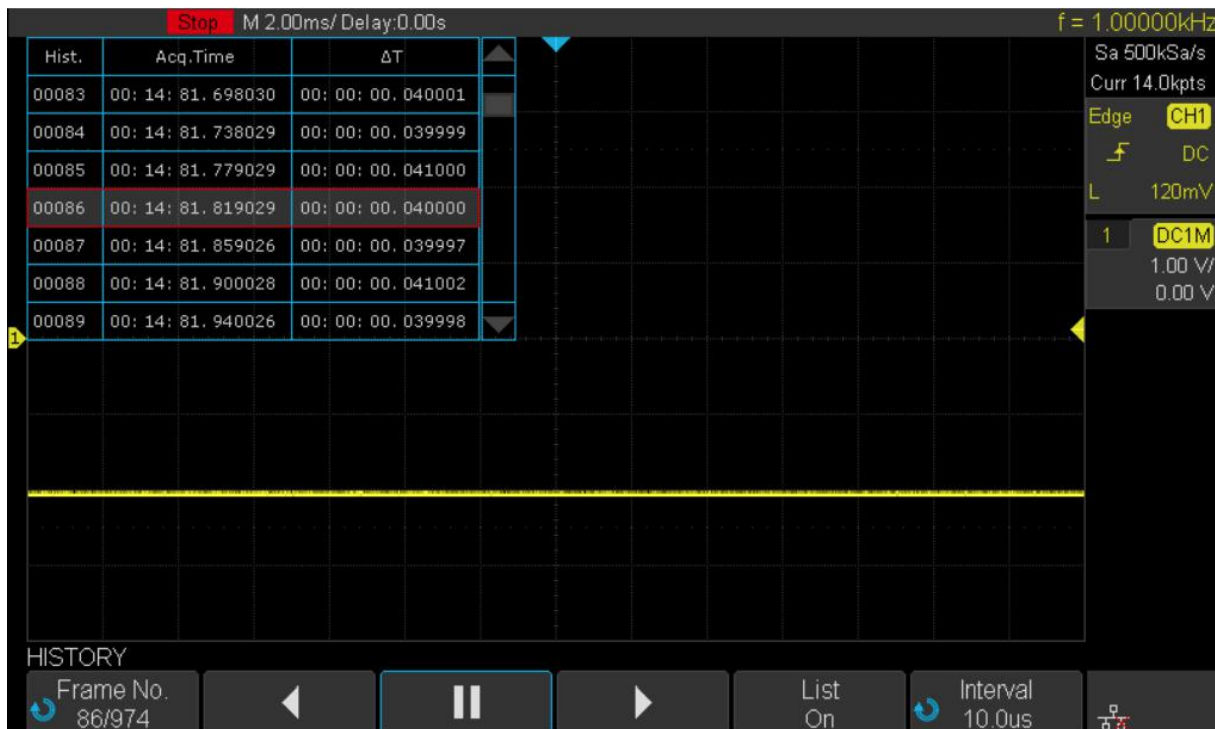 Stop M 2.00ms/ Delay:0.00s f = 1.00000kHz
Hist. Acq.Time ΔT
00083 00: 14: 81. 698030 00: 00: 00. 040001
00084 00: 14: 81. 738029 00: 00: 00. 039999
00085 00: 14: 81. 779029 00: 00: 00. 041000
00086 00: 14: 81. 819029 00: 00: 00. 040000
00087 00: 14: 81. 859026 00: 00: 00. 039997
00088 00: 14: 81. 900028 00: 00: 00. 041002
00089 00: 14: 81. 940026 00: 00: 00. 039998
1
Sa 500kSa/s
Curr 14.0kpts
Edge CH1
DC
L 120mV
1 DC1M
1.00 V/
0.00 V
HISTORY
Frame No.
86/974
List
On
Interval
10.0us